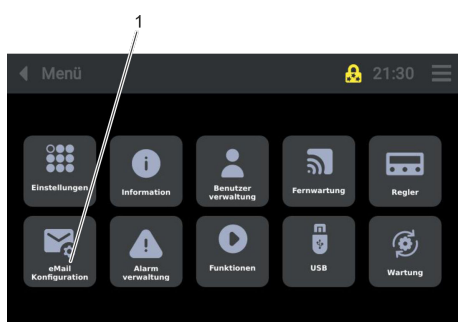 1
Menü
21:30
Einstellungen
Information
Benutzer
verwaltung
Fernwartung
Regler
eMail
Konfiguration
Alarm
verwaltung
Funktionen
USB
Wartung